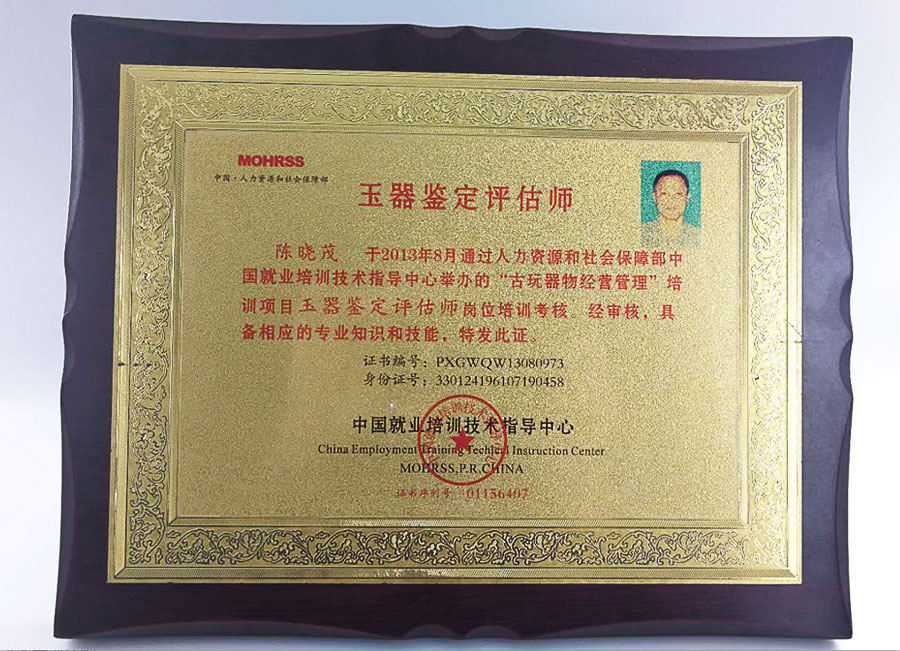 MOHRSS
中国·人力资源和社会保障部
玉器鉴定评估师
陈晓茂 于2013年8月通过人力资源和社会保障部中
国就业培训技术指导中心举办的“古玩器物经营管理”培
训项目玉器鉴定评估师岗位培训考核。经审核，具
备相应的专业知识和技能，特发此证。
证书编号：PXGWQW13080973
身份证号：330124196107190458
中国就业培训技术指导中心
China Employment Training Techical Instruction Center
MOHRSS,P.R.CHINA
证书序列号 01136407